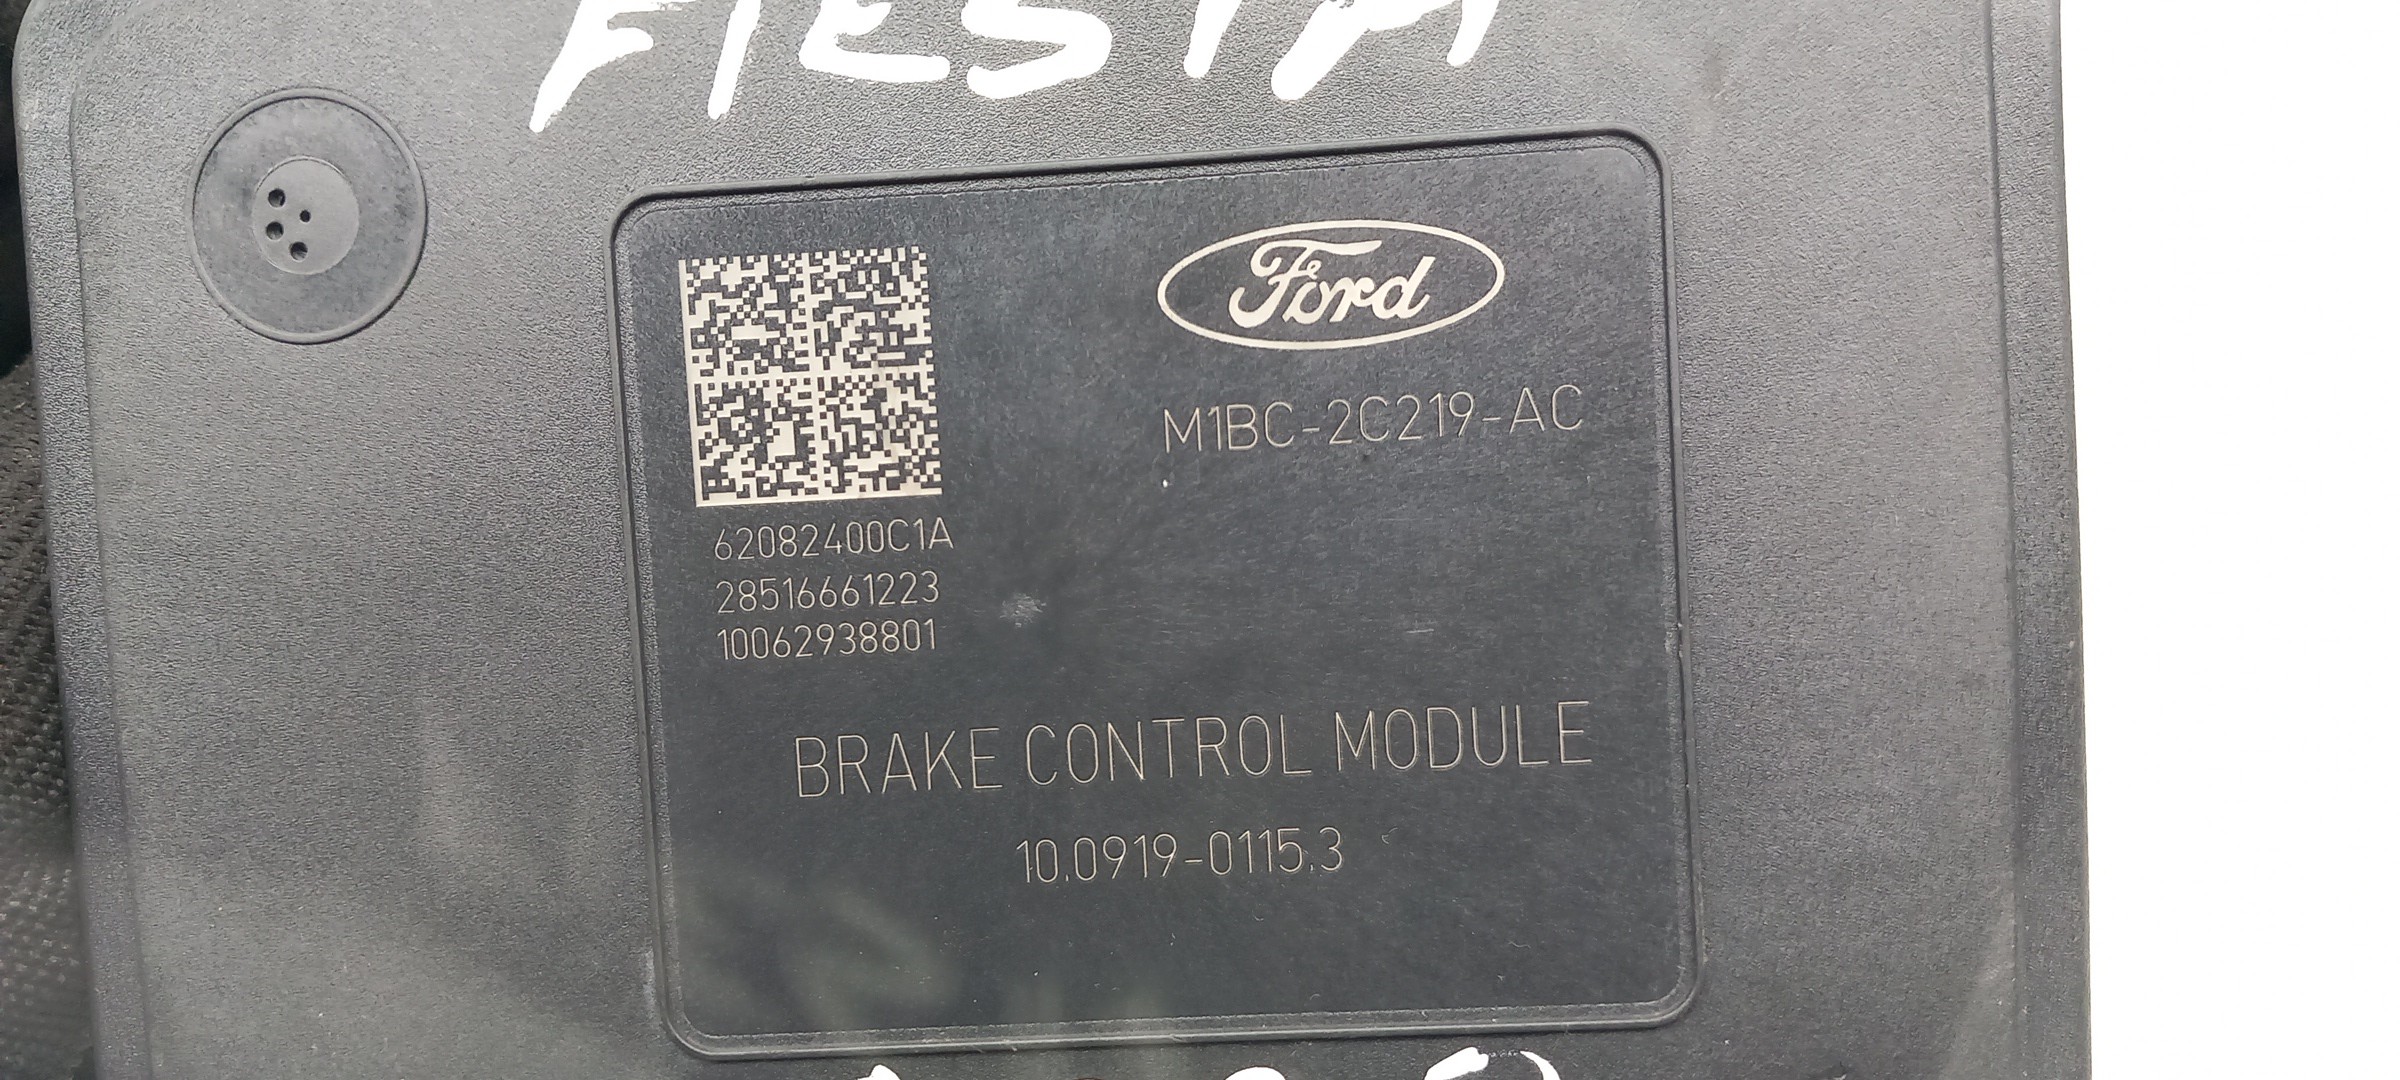 FIESTA
Ford
M1BC-2C219-AC
62082400C1A
28516661223
10062938801
BRAKE CONTROL MODULE
10.0919-0115.3